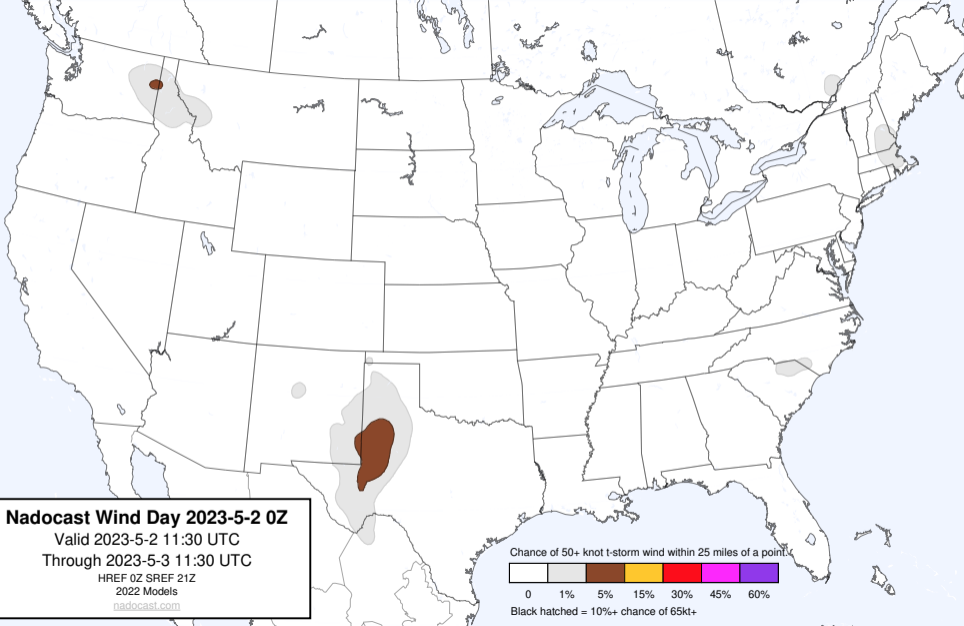 Nadocast Wind Day 2023-5-2 0Z
Valid 2023-5-2 11:30 UTC
Through 2023-5-3 11:30 UTC
HREF 0Z SREF 21Z
2022 Models
nadocast.com
Chance of 50+ knot t-storm wind within 25 miles of a point.
0 1% 5% 15% 30% 45% 60%
Black hatched = 10%+ chance of 65kt+